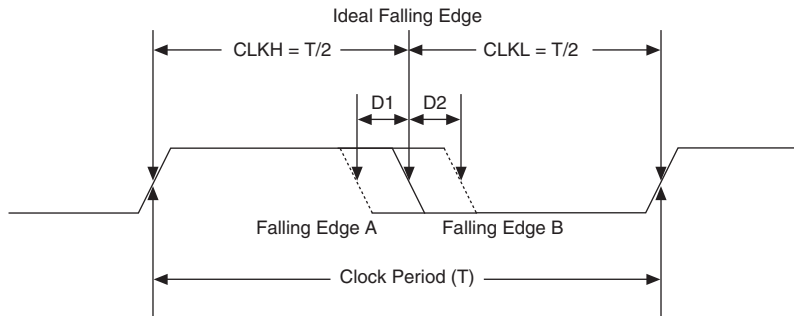 Ideal Falling Edge
CLKH = T/2
CLKL = T/2
D1
D2
Falling Edge A
Falling Edge B
Clock Period (T)